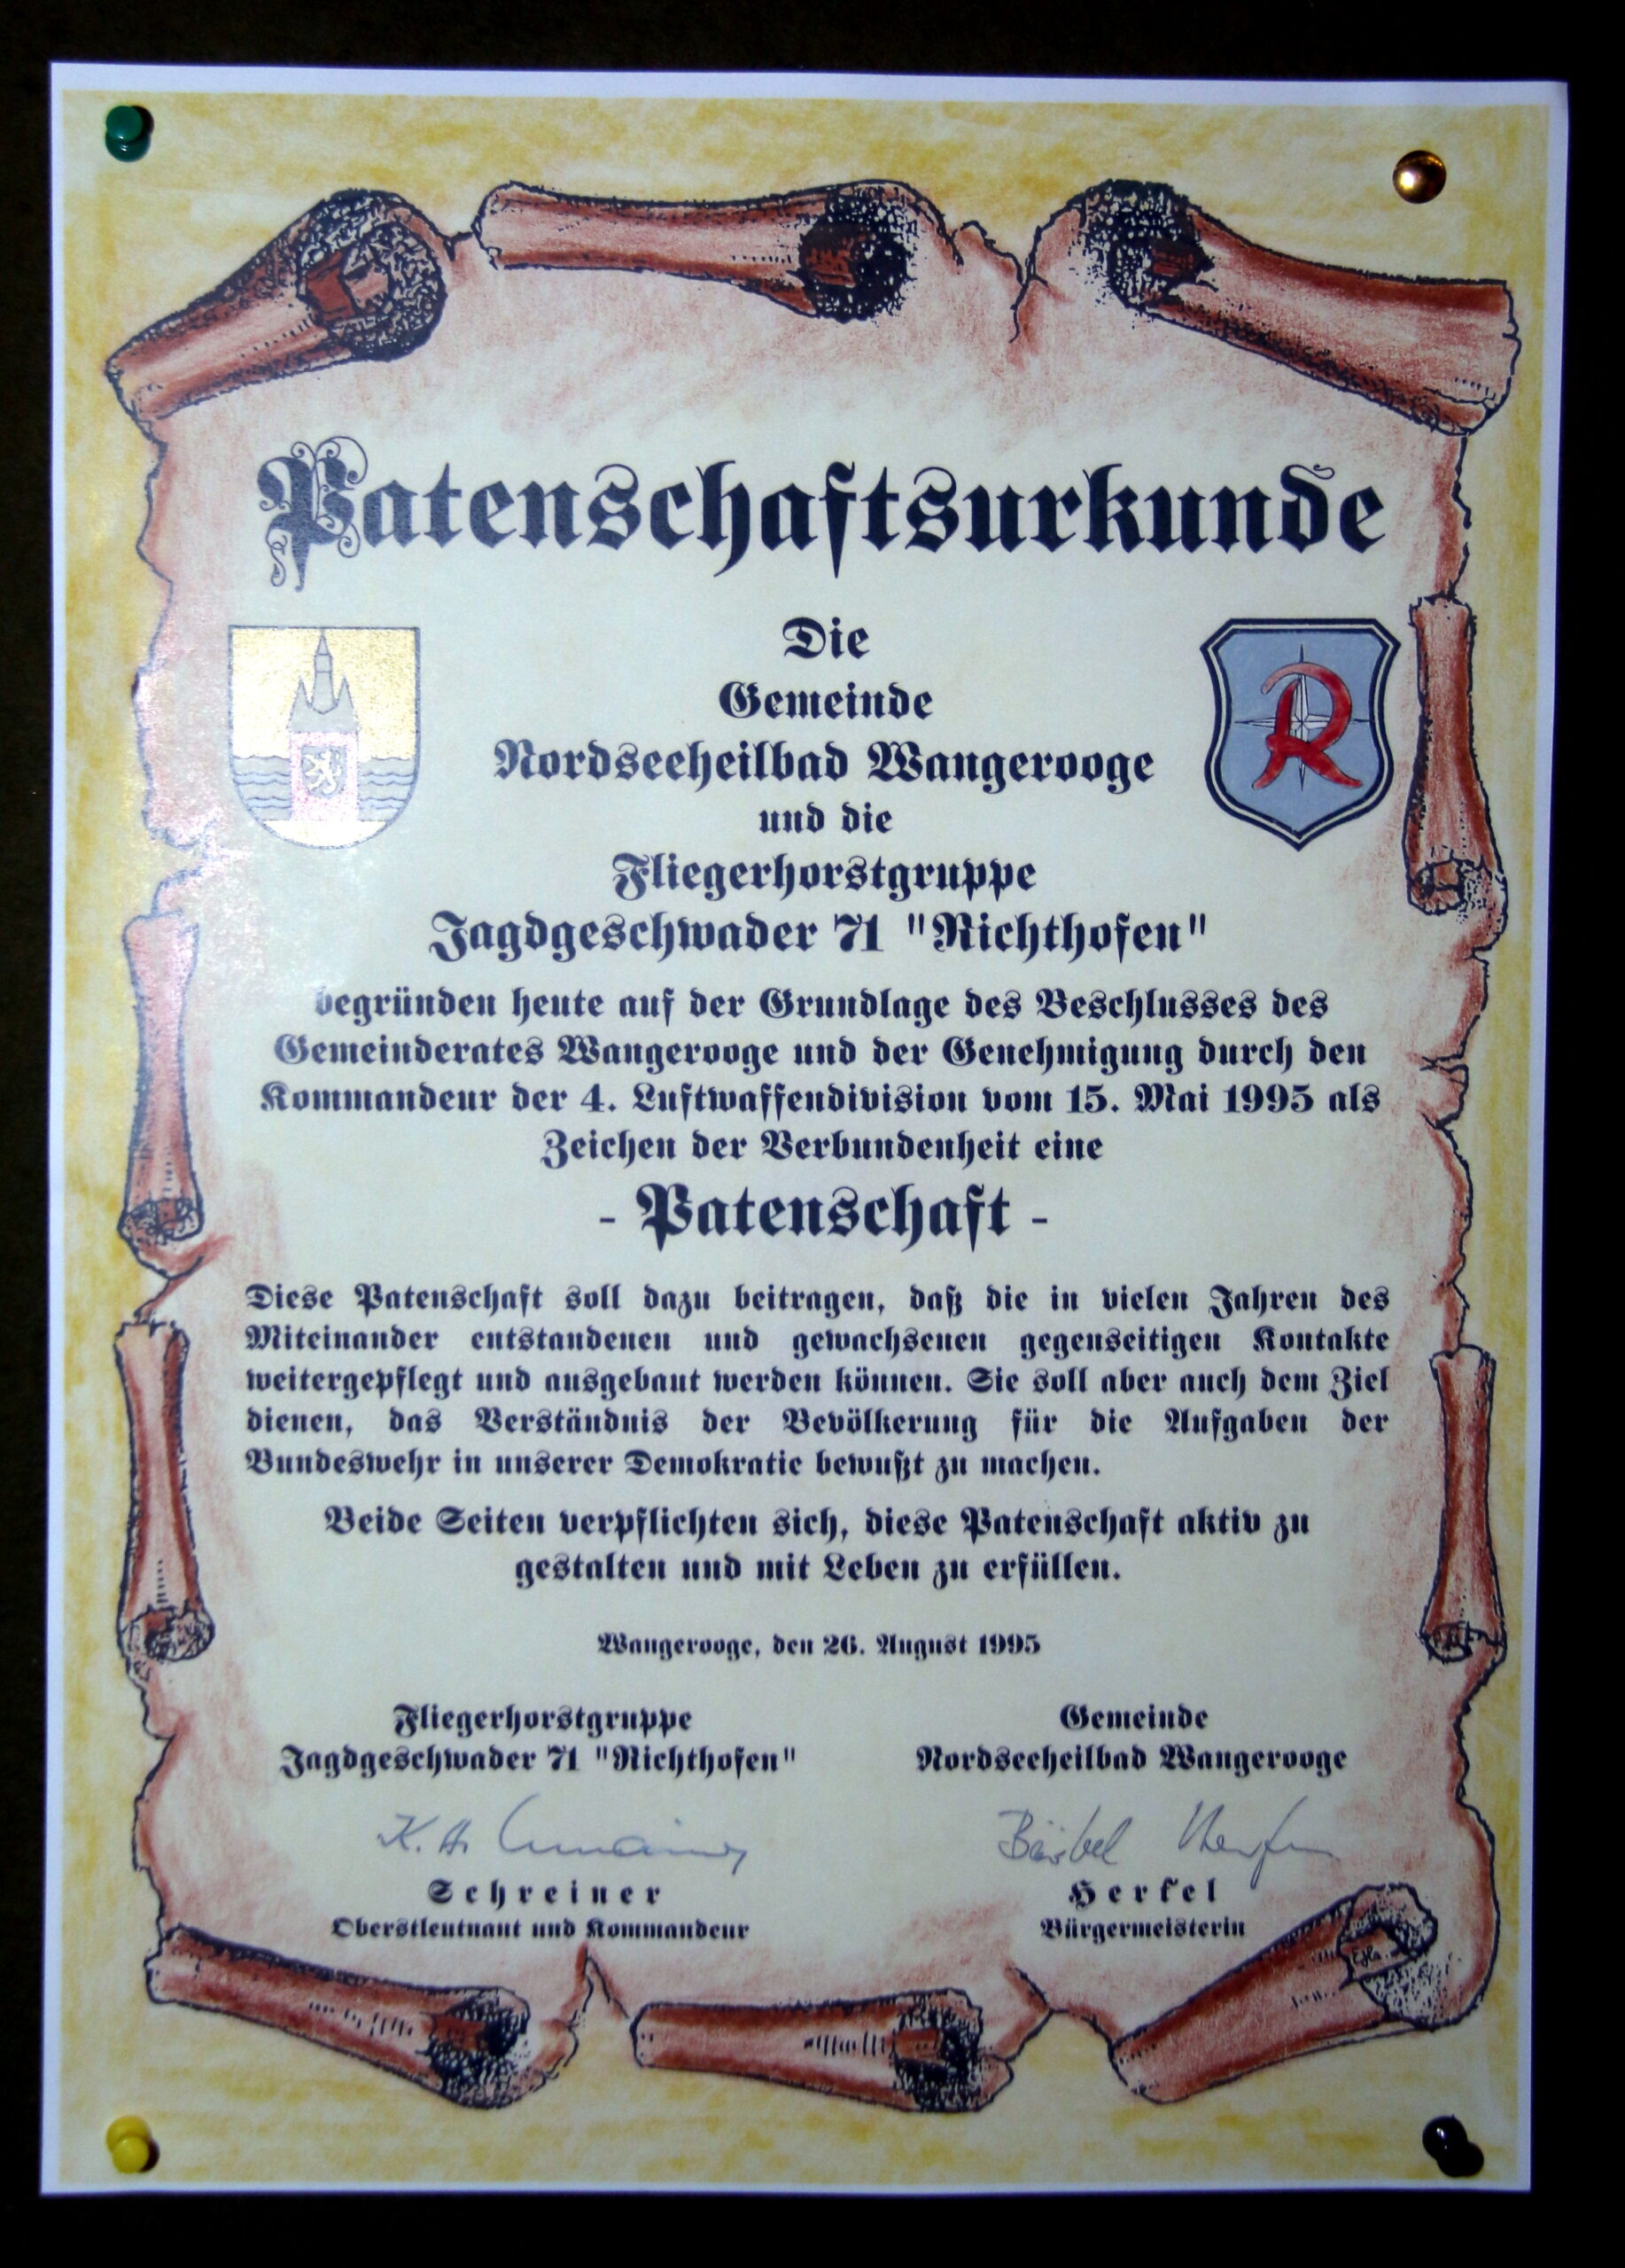 Patenschaftsurkunde
Die
Gemeinde
Nordseeheilbad Wangerooge
und die
Fliegerhorstgruppe
Jagdgeschwader 71 "Richthofen"
begründen heute auf der Grundlage des Beschlusses des
Gemeinderates Wangerooge und der Genehmigung durch den
Kommandeur der 4. Luftwaffendivision vom 15. Mai 1995 als
Zeichen der Verbundenheit eine
- Patenschaft -
Diese Patenschaft soll dazu beitragen, daß die in vielen Jahren des
Miteinander entstandenen und gewachsenen gegenseitigen Kontakte
weitergepflegt und ausgebaut werden können. Sie soll aber auch dem Ziel
dienen, das Verständnis der Bevölkerung für die Aufgaben der
Bundeswehr in unserer Demokratie bewußt zu machen.
Beide Seiten verpflichten sich, diese Patenschaft aktiv zu
gestalten und mit Leben zu erfüllen.
Wangerooge, den 26. August 1995
Fliegerhorstgruppe Gemeinde
Jagdgeschwader 71 "Richthofen" Nordseeheilbad Wangerooge
K. H. Bärbel
Schreiner Herfel
Oberstleutnant und Kommandeur Bürgermeisterin
R